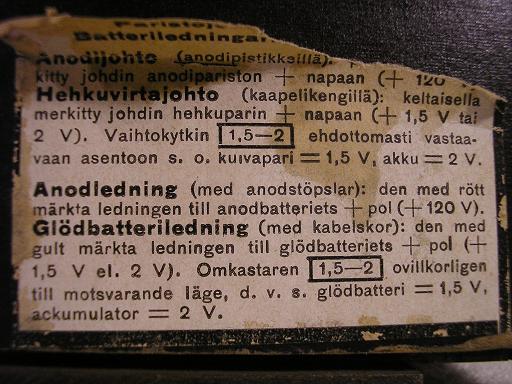 Batteriledningar
Anodijohto (anodipistikkeillä):
kitty johdin anodipariston + napaan (+ 120
Hehkuvirtajohto (kaapelikengillä): keltaisella
merkitty johdin hehkuparin + napaan (+ 1,5 V tai
2 V). Vaihtokytkin 1,5—2 ehdottomasti vastaa-
vaan asentoon s. o. kuivapari = 1,5 V, akku = 2 V.
Anodledning (med anodstöpslar): den med rött
märkta ledningen till anodbatteriets + pol (+ 120 V).
Glödbatteriledning (med kabelskor): den med
gult märkta ledningen till glödbatteriets + pol (+
1,5 V el. 2 V). Omkastaren 1,5—2 ovillkorligen
till motsvarande läge, d. v. s. glödbatteri = 1,5 V,
ackumulator = 2 V.